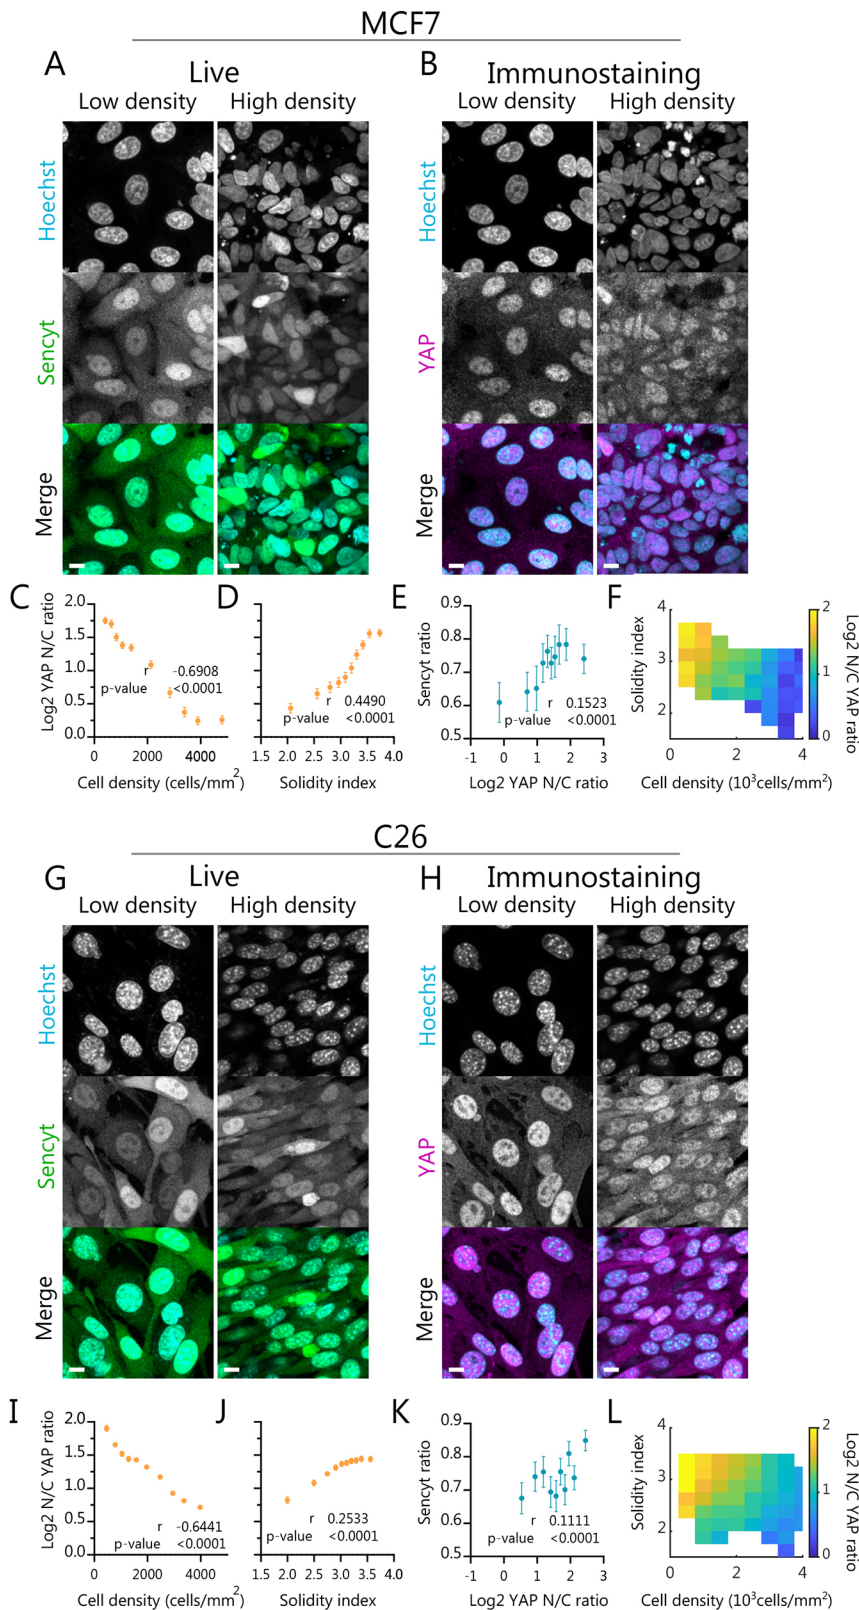 MCF7
A
Live
Low density
High density
B
Immunostaining
Low density
High density
Hoechst
Sencyt
Merge
Hoechst
YAP
Merge
C
Log2 YAP N/C ratio
2.0
1.5
1.0
0.5
0.0
r -0.6908
p-value <0.0001
0 2000 4000
Cell density (cells/mm²)
D
r 0.4490
p-value <0.0001
1.5 2.0 2.5 3.0 3.5 4.0
Solidity index
E
Sencyt ratio
0.9
0.8
0.7
0.6
0.5
r 0.1523
p-value <0.0001
-1 0 1 2 3
Log2 YAP N/C ratio
F
Solidity index
4
3
2
0 2 4
Cell density (10³cells/mm²)
2
1
0
Log2 N/C YAP ratio
C26
G
Live
Low density
High density
H
Immunostaining
Low density
High density
Hoechst
Sencyt
Merge
Hoechst
YAP
Merge
I
Log2 N/C YAP ratio
2.0
1.5
1.0
0.5
0.0
r -0.6441
p-value <0.0001
0 2000 4000
Cell density (cells/mm²)
J
r 0.2533
p-value <0.0001
1.5 2.0 2.5 3.0 3.5 4.0
Solidity index
K
Sencyt ratio
0.9
0.8
0.7
0.6
0.5
r 0.1111
p-value <0.0001
-1 0 1 2 3
Log2 YAP N/C ratio
L
Solidity index
4
3
2
0 2 4
Cell density (10³cells/mm²)
2
1
0
Log2 N/C YAP ratio